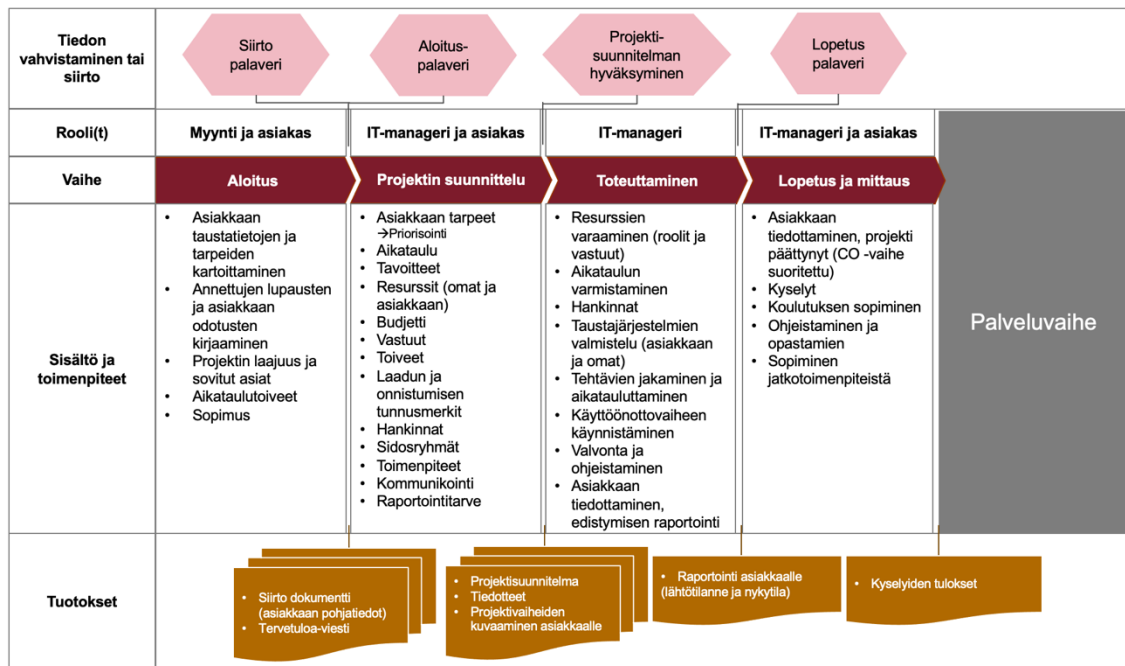 Tiedon
vahvistaminen tai
siirto
Siirto
palaveri
Aloitus-
palaveri
Projekti-
suunnitelman
hyväksyminen
Lopetus
palaveri
Rooli(t)
Myynti ja asiakas
IT-manageri ja asiakas
IT-manageri
IT-manageri ja asiakas
Vaihe
Aloitus
Projektin suunnittelu
Toteuttaminen
Lopetus ja mittaus
Palveluvaihe
Sisältö ja
toimenpiteet
• Asiakkaan
taustatietojen ja
tarpeiden
kartoittaminen
• Annettujen lupausten
ja asiakkaan
odotusten
kirjaaminen
• Projektin laajuus ja
sovitut asiat
• Aikataulutoiveet
• Sopimus
• Asiakkaan tarpeet
→Priorisointi
• Aikataulu
• Tavoitteet
• Resurssit (omat ja
asiakkaan)
• Budjetti
• Vastuut
• Toiveet
• Laadun ja
onnistumisen
tunnusmerkit
• Hankinnat
• Sidosryhmät
• Toimenpiteet
• Kommunikointi
• Raportointitarve
• Resurssien
varaaminen (roolit ja
vastuut)
• Aikataulun
varmistaminen
• Hankinnat
• Taustajärjestelmien
valmistelu (asiakkaan
ja omat)
• Tehtävien jakaminen ja
aikatauluttaminen
• Käyttöönottovaiheen
käynnistäminen
• Valvonta ja
ohjeistaminen
• Asiakkaan
tiedottaminen,
edistymisen raportointi
• Asiakkaan
tiedottaminen, projekti
päättynyt (CO -vaihe
suoritettu)
• Kyselyt
• Koulutuksen sopiminen
• Ohjeistaminen ja
opastamien
• Sopiminen
jatkotoimenpiteistä
Tuotokset
• Siirto dokumentti
(asiakkaan pohjatiedot)
• Tervetuloa-viesti
• Projektisuunnitelma
• Tiedotteet
• Projektivaiheiden
kuvaaminen asiakkaalle
• Raportointi asiakkaalle
(lähtötilanne ja nykytila)
• Kyselyiden tulokset